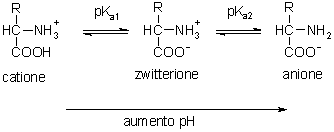 R pKa1 R pKa2 R
HC—NH3+ HC—NH3+ HC—NH2
COOH COO− COO−
catione zwitterione anione
aumento pH